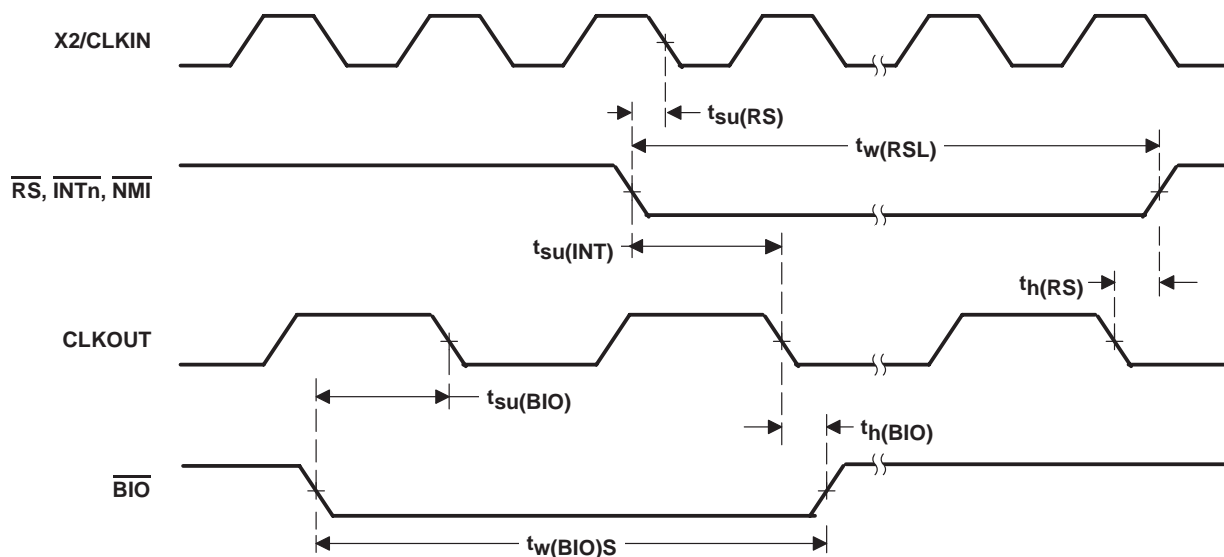 X2/CLKIN
tsu(RS)
tw(RSL)
RS, INTn, NMI
tsu(INT)
th(RS)
CLKOUT
tsu(BIO)
th(BIO)
BIO
tw(BIO)S